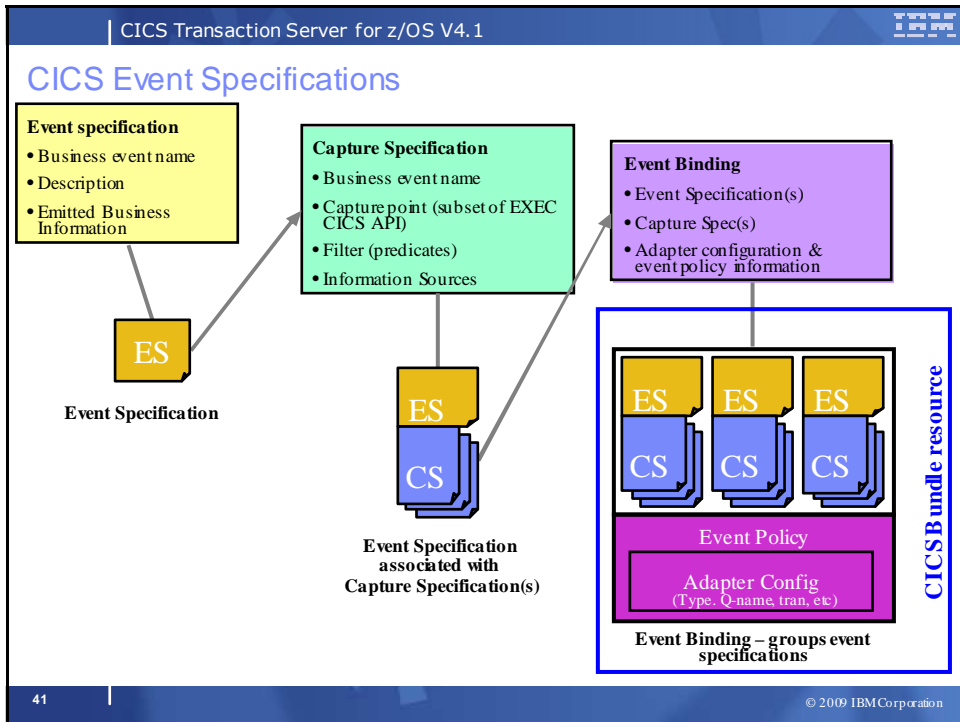 CICS Transaction Server for z/OS V4.1
IBM
CICS Event Specifications
Event specification
• Business event name
• Description
• Emitted Business
Information
Capture Specification
• Business event name
• Capture point (subset of EXEC
CICS API)
• Filter (predicates)
• Information Sources
Event Binding
• Event Specification(s)
• Capture Spec(s)
• Adapter configuration &
event policy information
ES
Event Specification
ES
CS
Event Specification
associated with
Capture Specification(s)
ES
ES
ES
CS
CS
CS
Event Policy
Adapter Config
(Type. Q-name, tran, etc)
Event Binding – groups event
specifications
CICS Bundle resource
41
© 2009 IBM Corporation